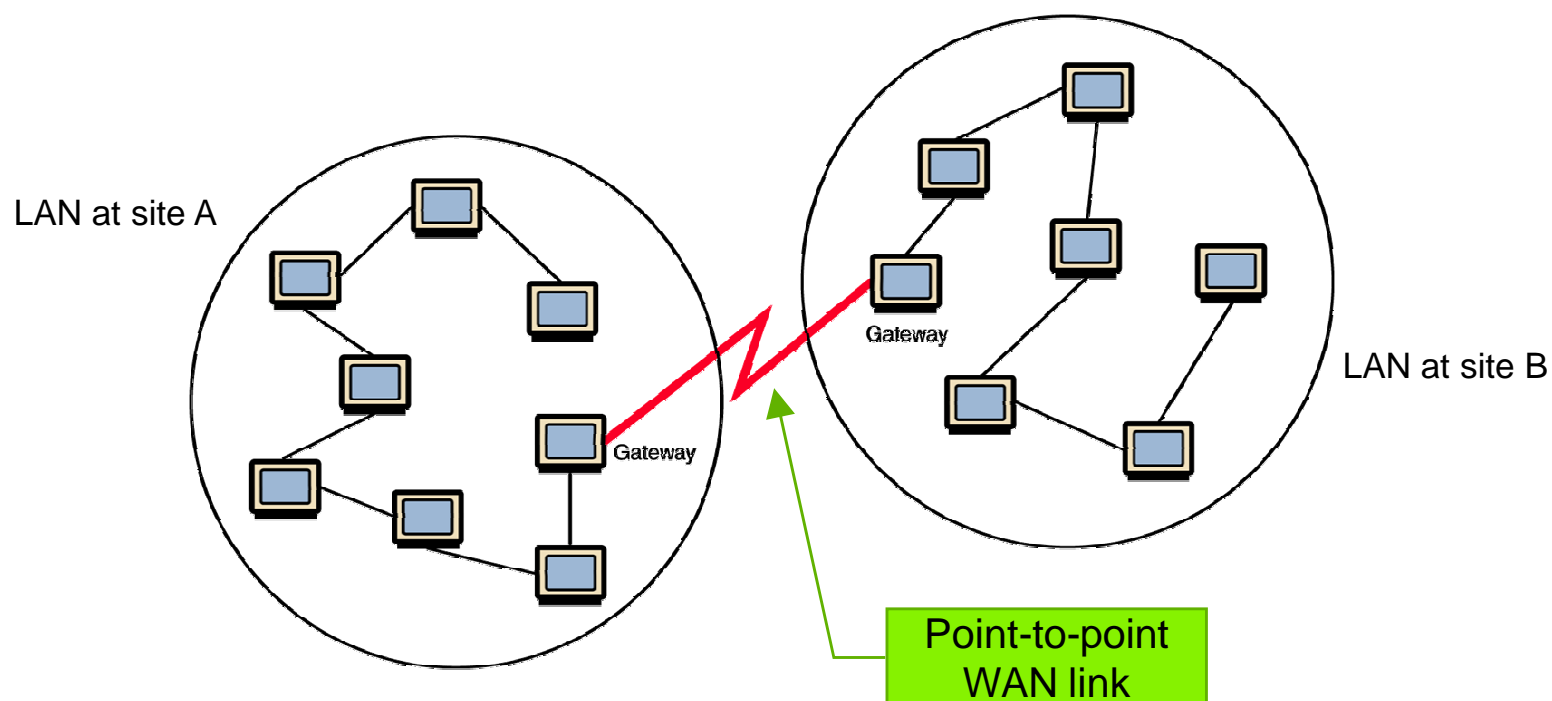 LAN at site A
Gateway
Gateway
LAN at site B
Point-to-point
WAN link